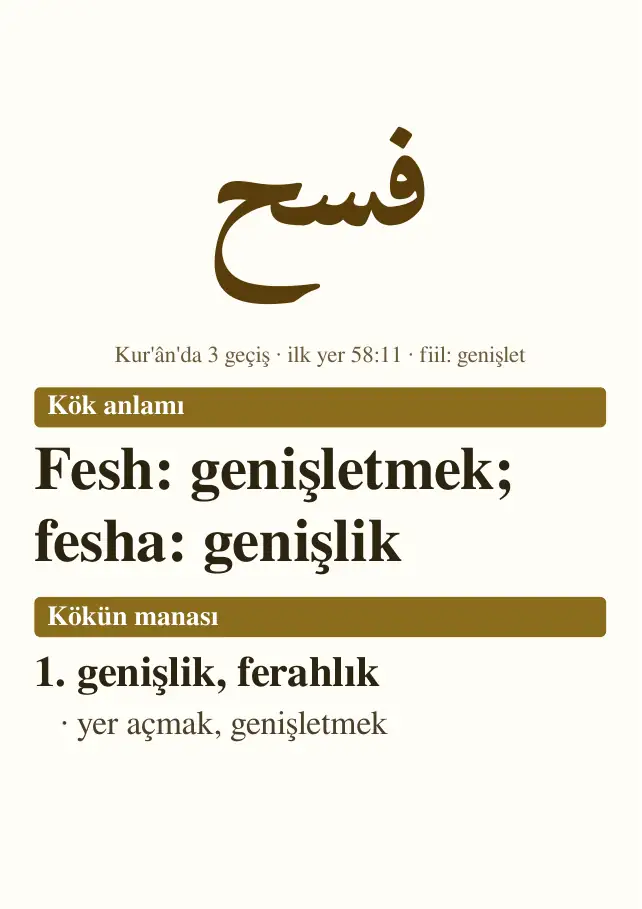 فسح
Kur'ân'da 3 geçiş · ilk yer 58:11 · fiil: genişlet
Kök anlamı
Fesh: genişletmek;
fesha: genişlik
Kökün manası
1. genişlik, ferahlık
· yer açmak, genişletmek